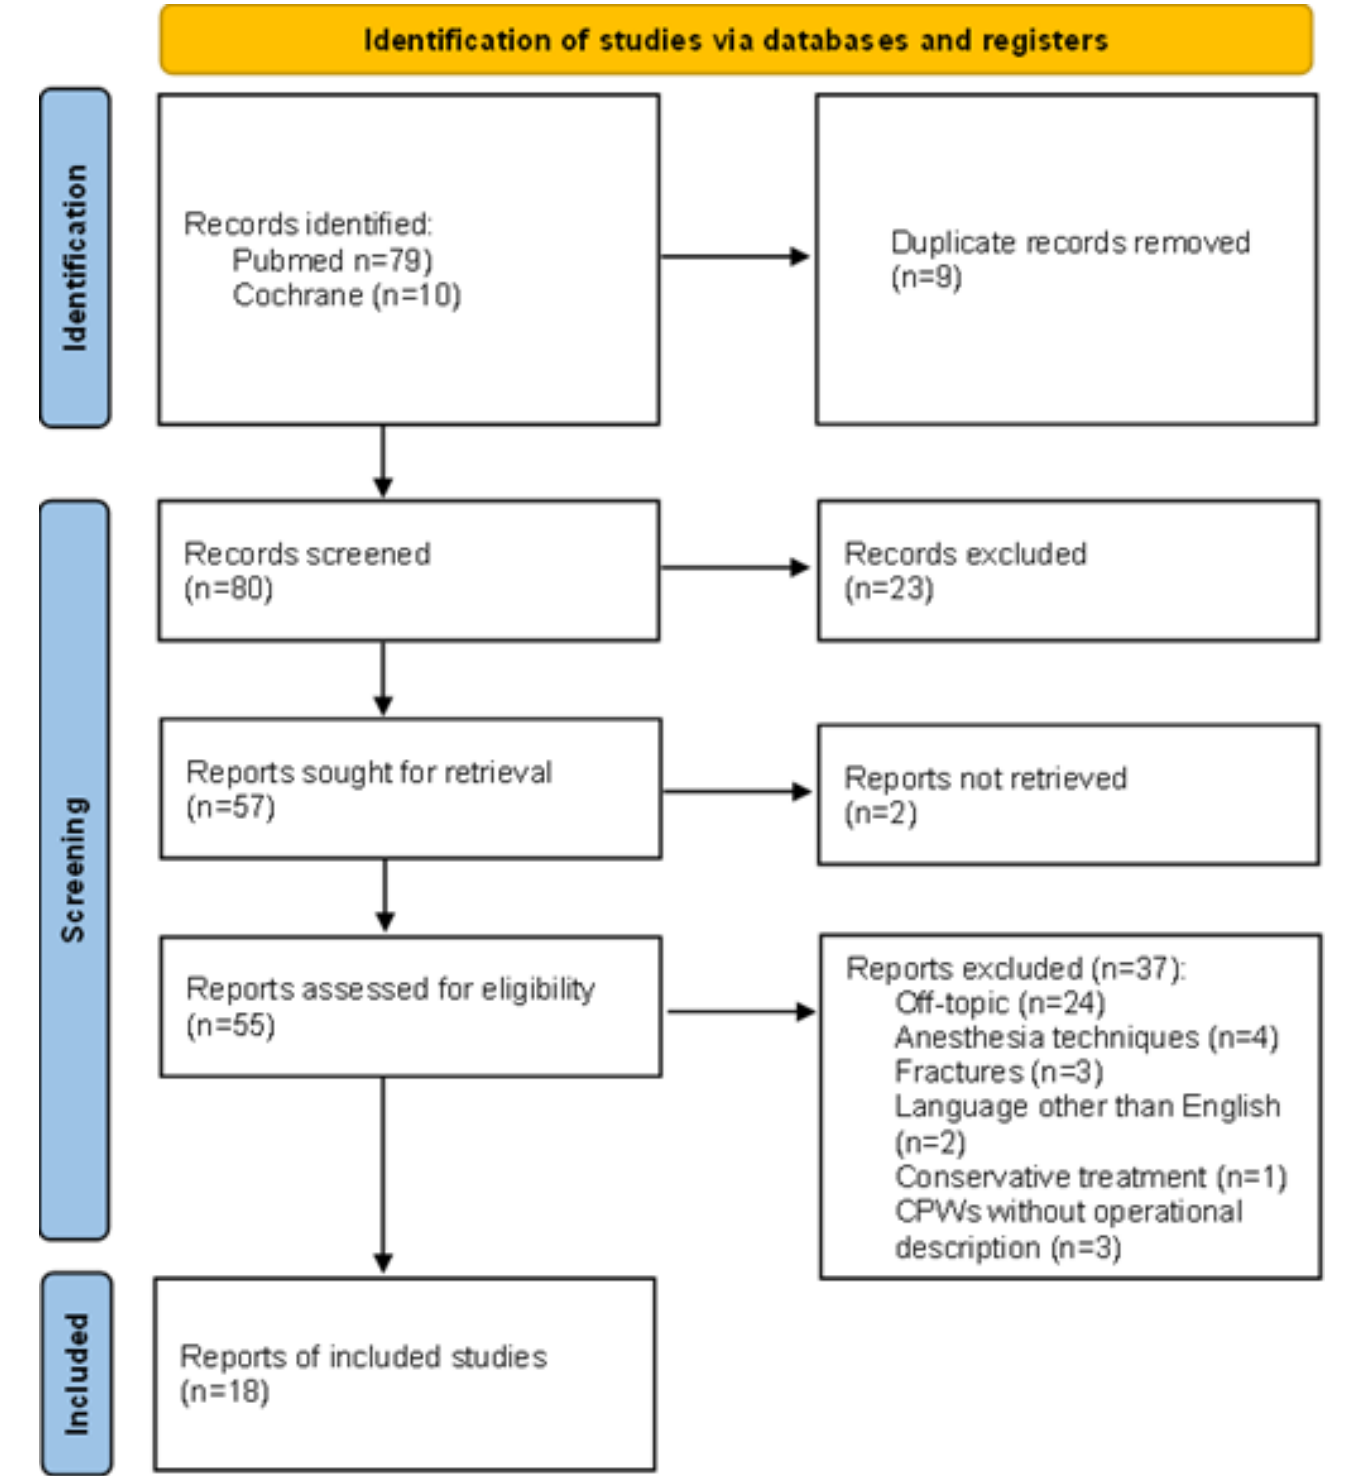 Identification of studies via databases and registers
Identification
Records identified:
Pubmed n=79)
Cochrane (n=10)
Duplicate records removed
(n=9)
Screening
Records screened
(n=80)
Records excluded
(n=23)
Reports sought for retrieval
(n=57)
Reports not retrieved
(n=2)
Reports assessed for eligibility
(n=55)
Reports excluded (n=37):
Off-topic (n=24)
Anesthesia techniques (n=4)
Fractures (n=3)
Language other than English
(n=2)
Conservative treatment (n=1)
CPWs without operational
description (n=3)
Included
Reports of included studies
(n=18)